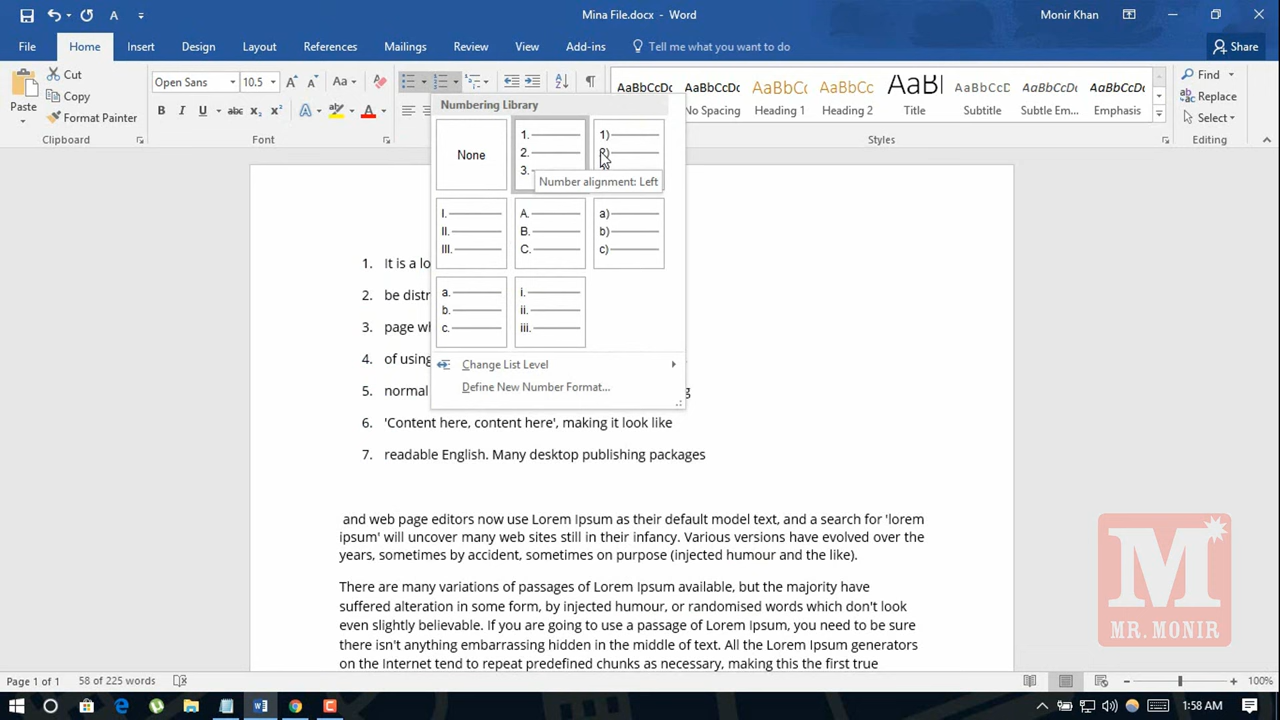 Mina File.docx - Word
Monir Khan
File Home Insert Design Layout References Mailings Review View Add-ins Tell me what you want to do Share
Paste
Cut
Copy
Format Painter
Clipboard
Open Sans 10.5 A A Aa
B I U abc x₂ x² A A
Font
AaBbCcDc AaBbCcDc AaBbCc AaBbCcC AaBl AaBbCcD AaBbCcDc AaBbCcDc
No Spacing Heading 1 Heading 2 Title Subtitle Subtle Em... Emphasis
Styles
Find
Replace
Select
Editing
Numbering Library
None
1.
2.
3.
1)
2)
Number alignment: Left
I.
II.
III.
A.
B.
C.
a)
b)
c)
a.
b.
c.
i.
ii.
iii.
Change List Level
Define New Number Format...
1. It is a lo
2. be distr
3. page wh
4. of using
5. normal
6. 'Content here, content here', making it look like
7. readable English. Many desktop publishing packages
and web page editors now use Lorem Ipsum as their default model text, and a search for 'lorem
ipsum' will uncover many web sites still in their infancy. Various versions have evolved over the
years, sometimes by accident, sometimes on purpose (injected humour and the like).
There are many variations of passages of Lorem Ipsum available, but the majority have
suffered alteration in some form, by injected humour, or randomised words which don't look
even slightly believable. If you are going to use a passage of Lorem Ipsum, you need to be sure
there isn't anything embarrassing hidden in the middle of text. All the Lorem Ipsum generators
on the Internet tend to repeat predefined chunks as necessary, making this the first true
M
MR. MONIR
Page 1 of 1 58 of 225 words 100%
1:58 AM